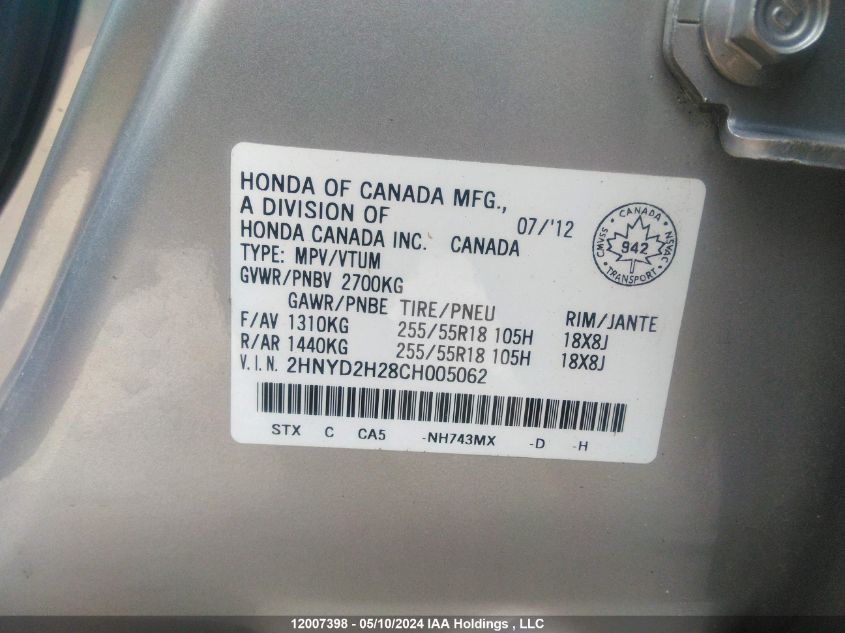 HONDA OF CANADA MFG.,
A DIVISION OF
HONDA CANADA INC. CANADA 07/'12
TYPE: MPV/VTUM
GVWR/PNBV 2700KG
GAWR/PNBE TIRE/PNEU RIM/JANTE
F/AV 1310KG 255/55R18 105H 18X8J
R/AR 1440KG 255/55R18 105H 18X8J
V.I.N. 2HNYD2H28CH005062
STX C CA5 -NH743MX -D -H
CANADA
CMVSS 942 NSVAC
TRANSPORT
12007398 - 05/10/2024 IAA Holdings , LLC